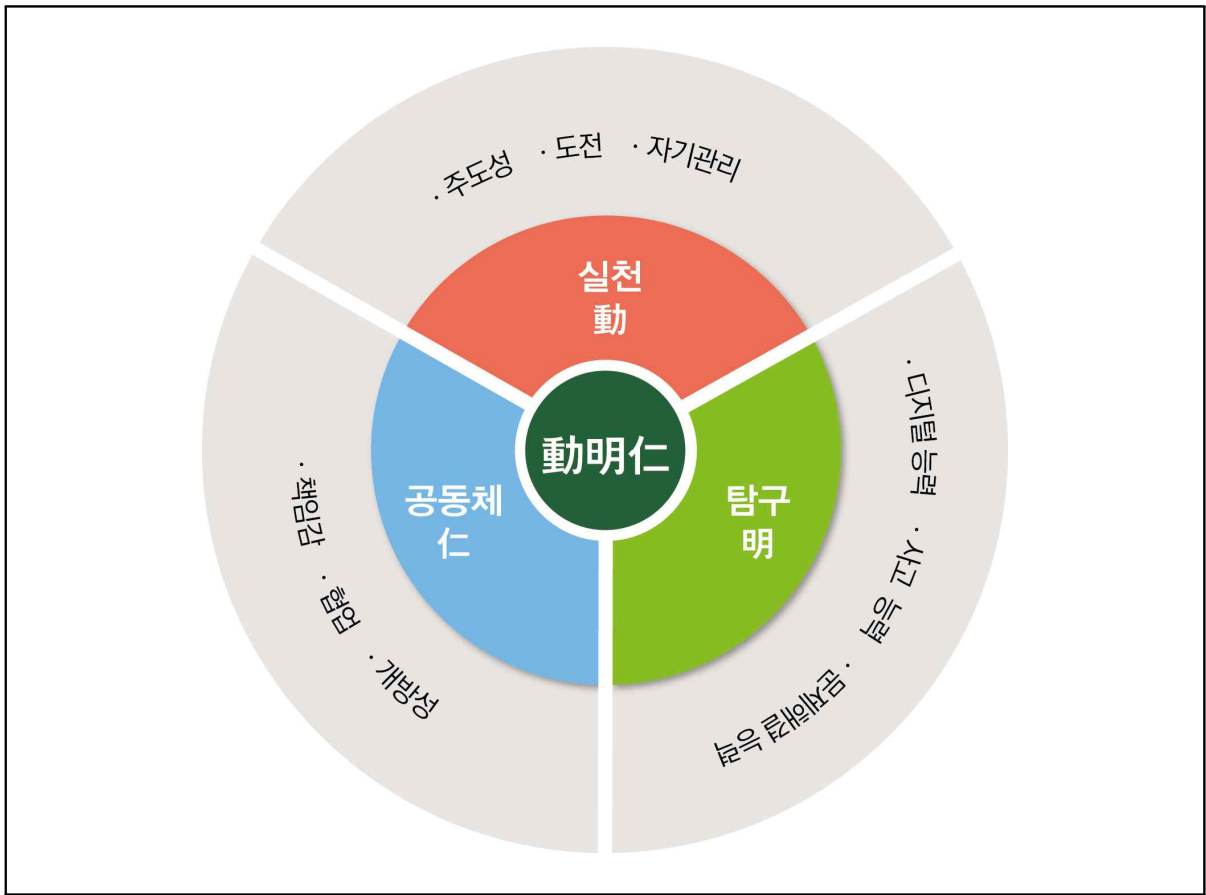 · 주도성 · 도전 · 자기관리
실천
動
動明仁
공동체
仁
탐구
明
· 디지털 능력 · 사고 능력 · 문제해결 능력
· 책임감 · 협업 · 개방성